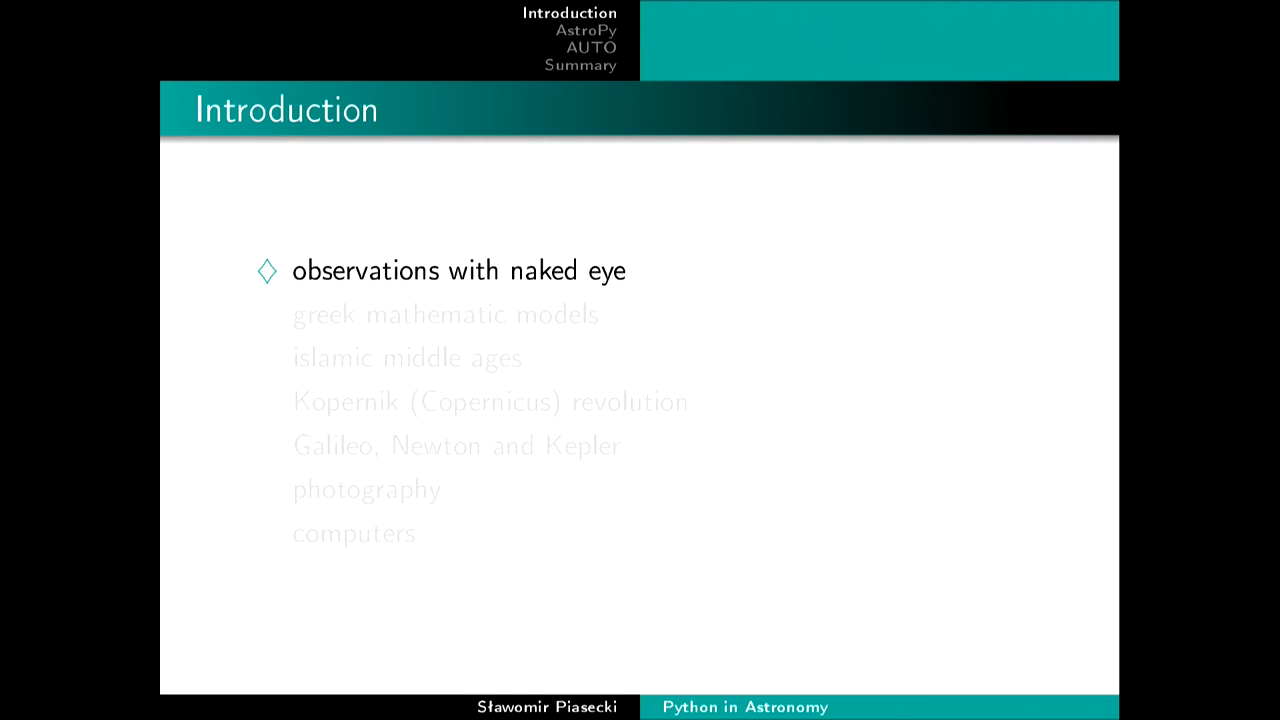 Introduction
AstroPy
AUTO
Summary
Introduction
observations with naked eye
greek mathematic models
islamic middle ages
Kopernik (Copernicus) revolution
Galileo, Newton and Kepler
photography
computers
Sławomir Piasecki
Python in Astronomy